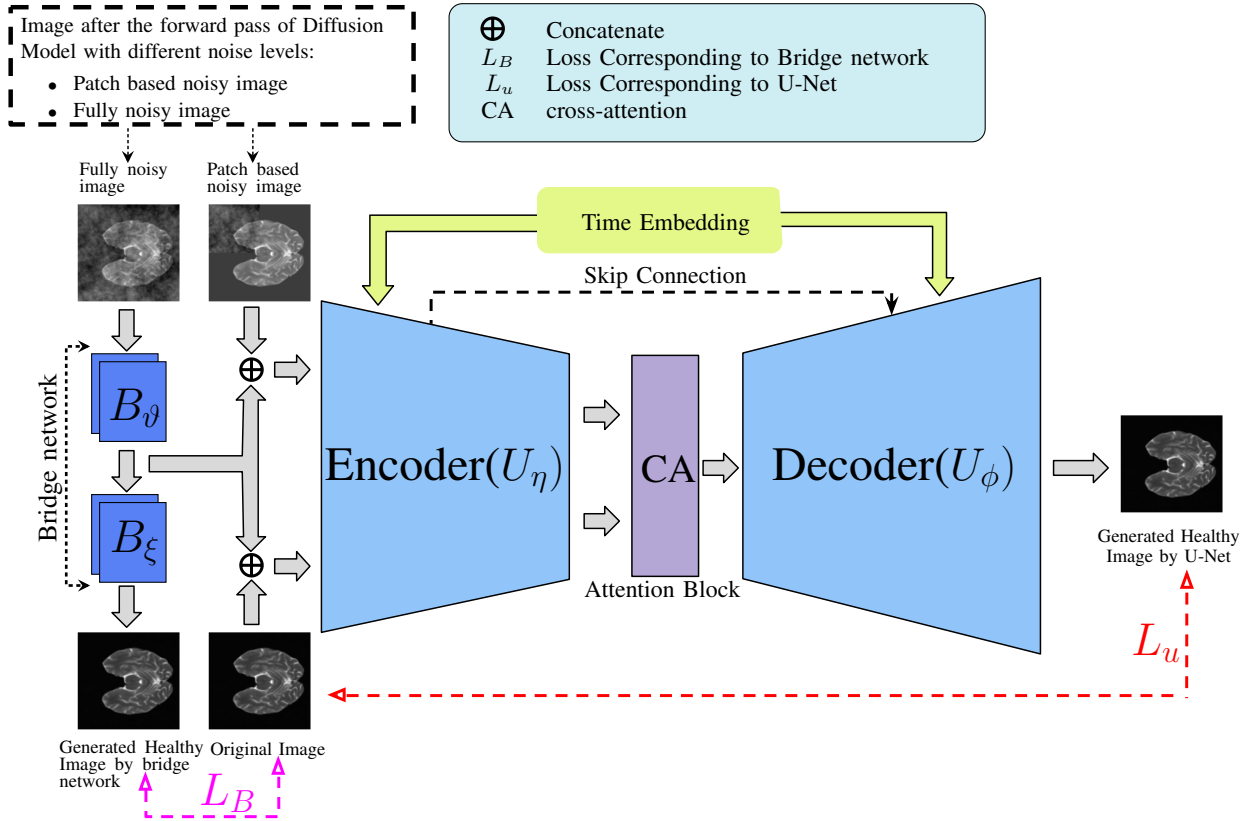 Image after the forward pass of Diffusion
Model with different noise levels:
• Patch based noisy image
• Fully noisy image
⊕ Concatenate
L_B Loss Corresponding to Bridge network
L_u Loss Corresponding to U-Net
CA cross-attention
Fully noisy
image
Patch based
noisy image
Time Embedding
Skip Connection
Bridge network
B_ϑ
B_ξ
Encoder(U_η)
CA
Attention Block
Decoder(U_ϕ)
Generated Healthy
Image by U-Net
L_u
Generated Healthy
Image by bridge
network
Original Image
L_B